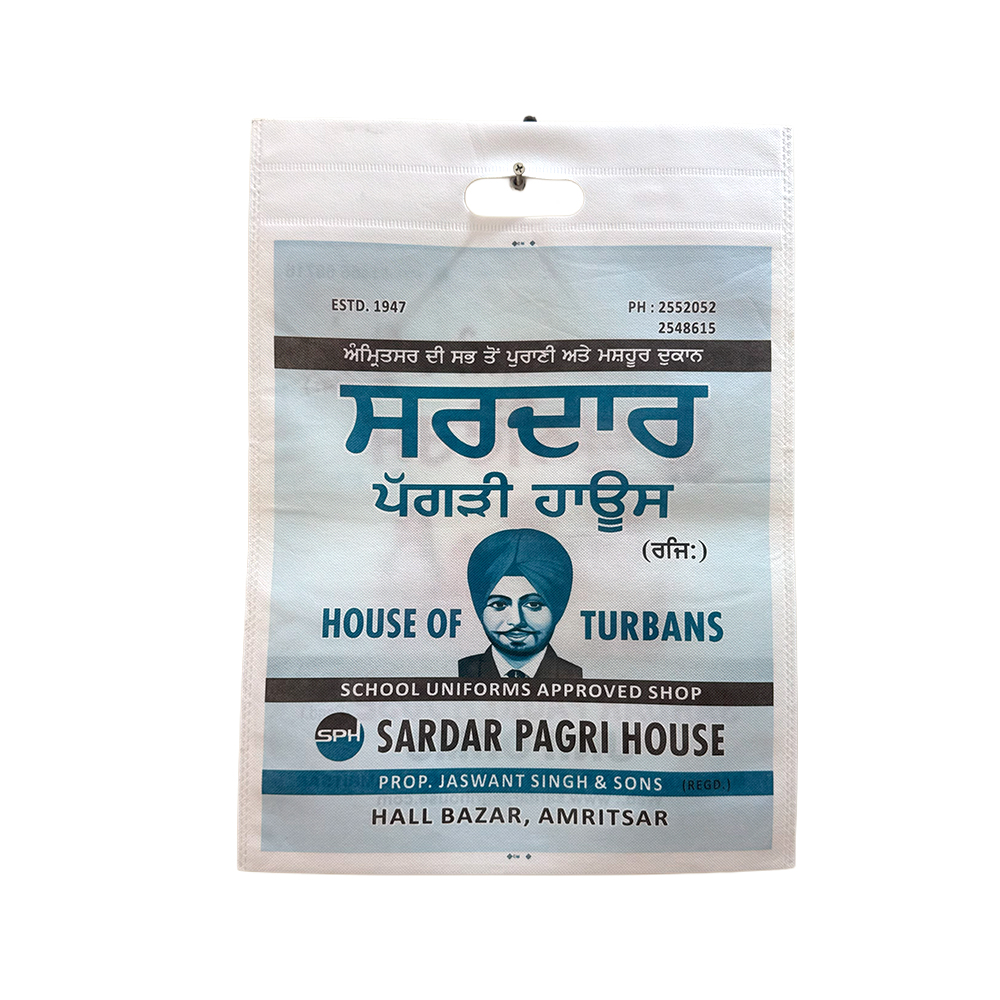 ESTD. 1947
PH : 2552052
2548615
ਅੰਮ੍ਰਿਤਸਰ ਦੀ ਸਭ ਤੋਂ ਪੁਰਾਣੀ ਅਤੇ ਮਸ਼ਹੂਰ ਦੁਕਾਨ
ਸਰਦਾਰ
ਪੱਗੜੀ ਹਾਊਸ
(ਰਜਿ:)
HOUSE OF TURBANS
SCHOOL UNIFORMS APPROVED SHOP
SPH SARDAR PAGRI HOUSE
PROP. JASWANT SINGH & SONS (REGD.)
HALL BAZAR, AMRITSAR